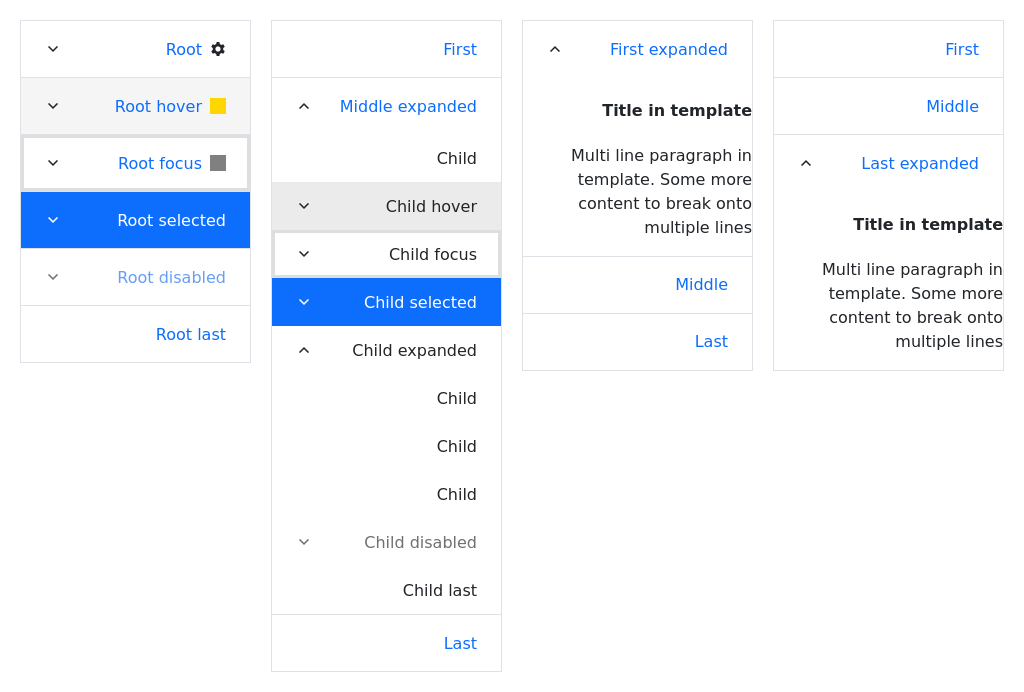 Root
Root hover
Root focus
Root selected
Root disabled
Root last
First
Middle expanded
Child
Child hover
Child focus
Child selected
Child expanded
Child
Child
Child
Child disabled
Child last
Last
First expanded
Title in template
Multi line paragraph in
template. Some more
content to break onto
multiple lines
Middle
Last
First
Middle
Last expanded
Title in template
Multi line paragraph in
template. Some more
content to break onto
multiple lines